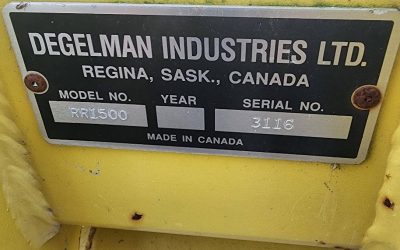 DEGELMAN INDUSTRIES LTD.
REGINA, SASK., CANADA
MODEL NO. YEAR SERIAL NO.
RR1500 3116
MADE IN CANADA